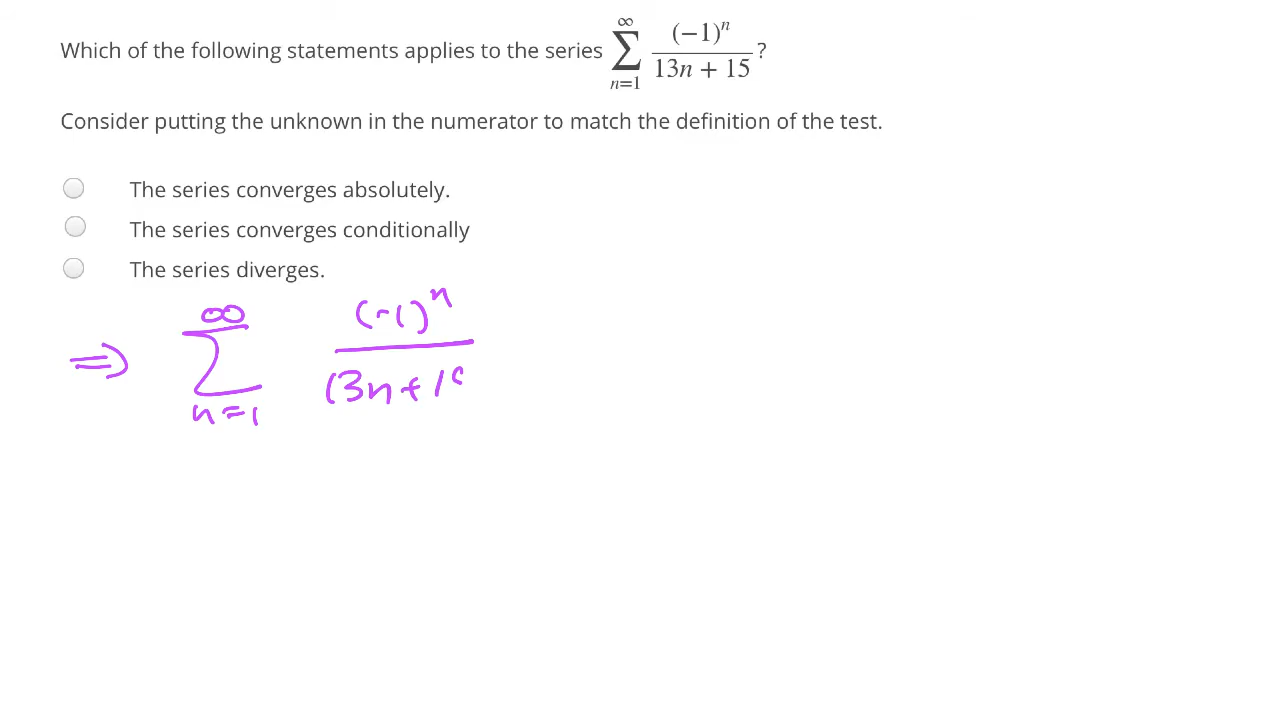 Which of the following statements applies to the series ∞∑n=1 (−1)ⁿ/(13n + 15)?
Consider putting the unknown in the numerator to match the definition of the test.
The series converges absolutely.
The series converges conditionally
The series diverges.
⇒ ∞∑n=1 (-1)ⁿ/(13n+1